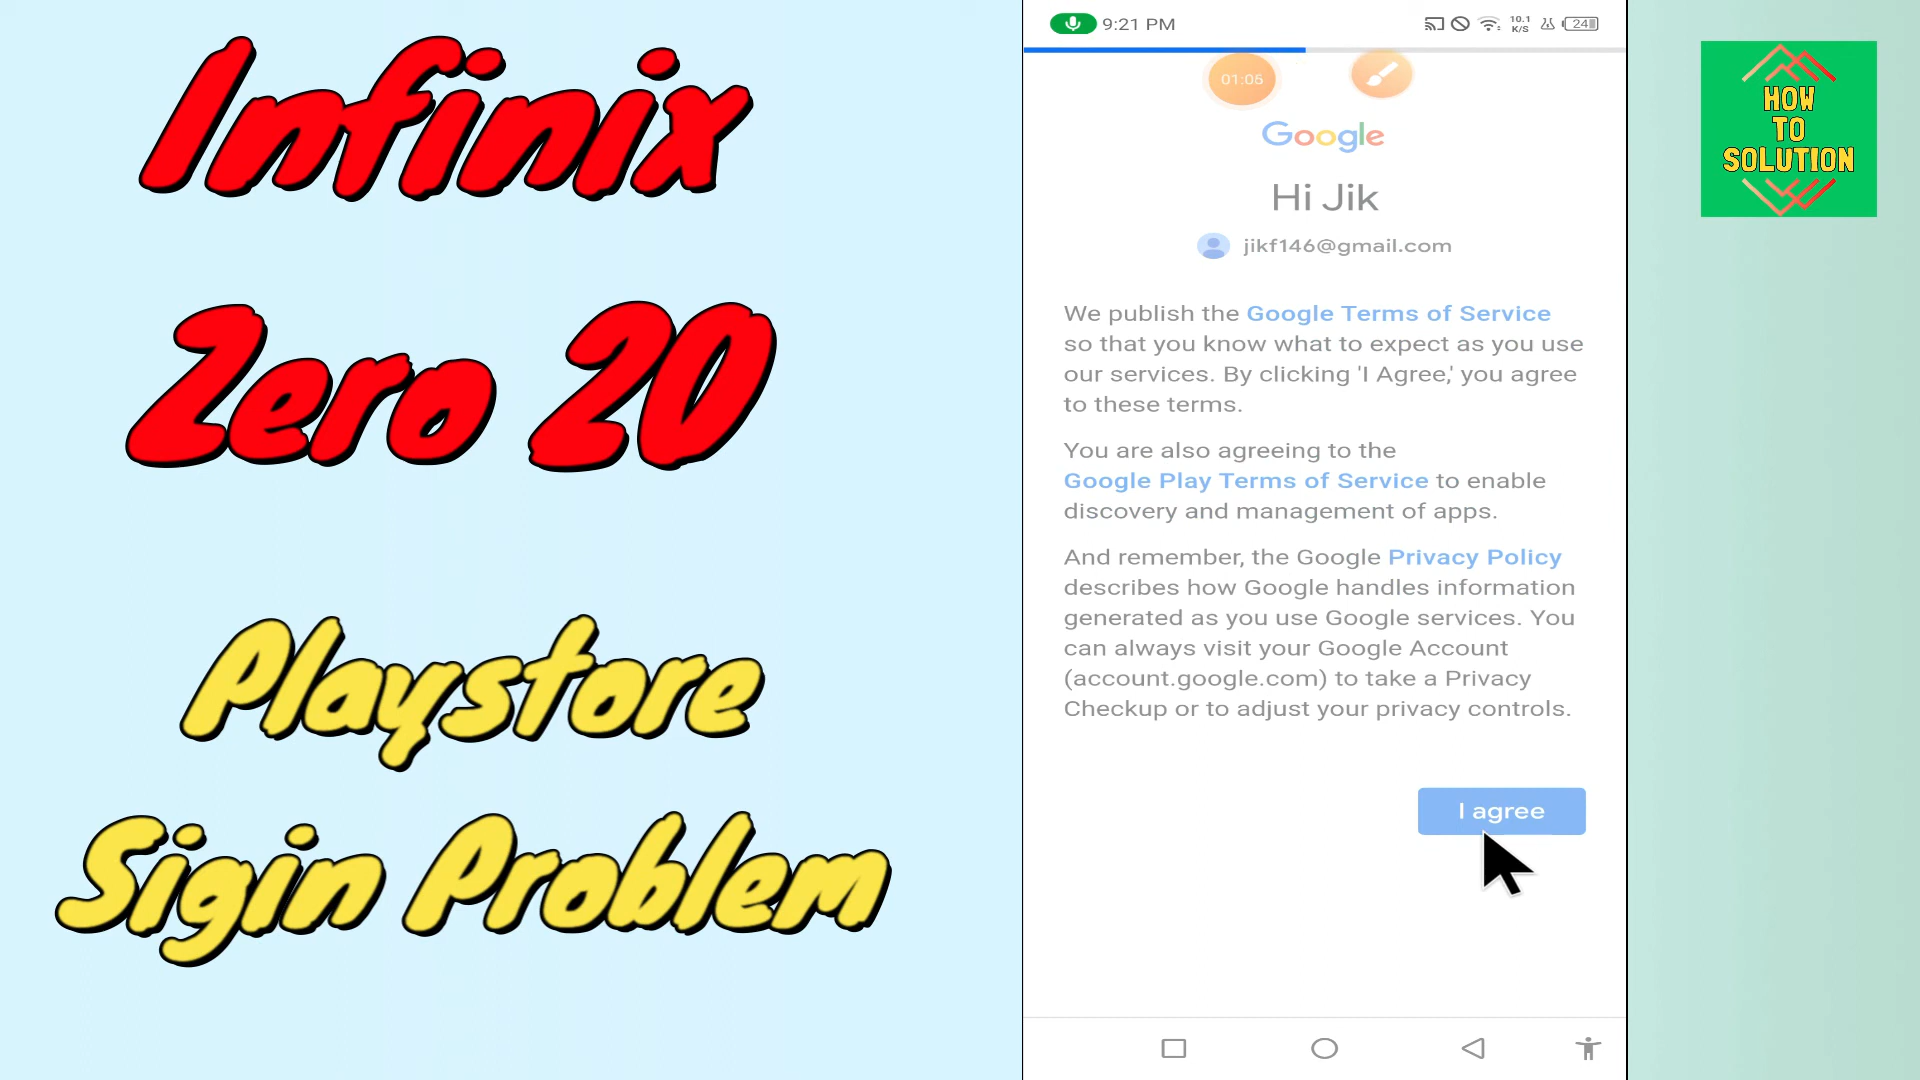 Infinix
Zero 20
Playstore
Sigin Problem
9:21 PM
10.1
K/S
24
01:05
Google
Hi Jik
jikf146@gmail.com
We publish the Google Terms of Service
so that you know what to expect as you use
our services. By clicking 'I Agree,' you agree
to these terms.
You are also agreeing to the
Google Play Terms of Service to enable
discovery and management of apps.
And remember, the Google Privacy Policy
describes how Google handles information
generated as you use Google services. You
can always visit your Google Account
(account.google.com) to take a Privacy
Checkup or to adjust your privacy controls.
I agree
HOW
TO
SOLUTION